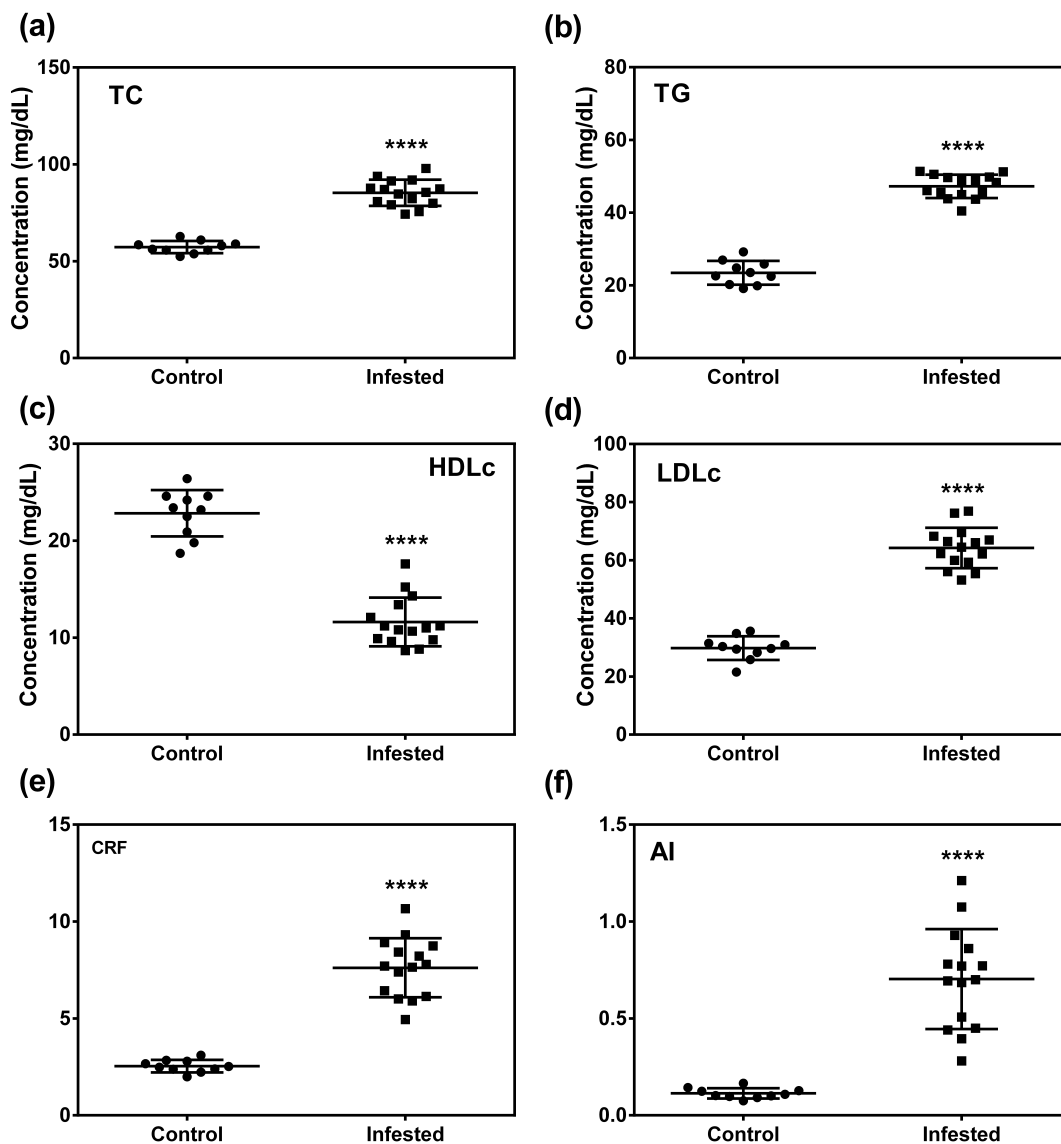 (a)
TC
Concentration (mg/dL)
150
100
50
0
****
Control
Infested
(b)
TG
Concentration (mg/dL)
80
60
40
20
0
****
Control
Infested
(c)
HDLc
Concentration (mg/dL)
30
20
10
0
****
Control
Infested
(d)
LDLc
Concentration (mg/dL)
100
80
60
40
20
0
****
Control
Infested
(e)
CRF
15
10
5
0
****
Control
Infested
(f)
AI
1.5
1.0
0.5
0.0
****
Control
Infested